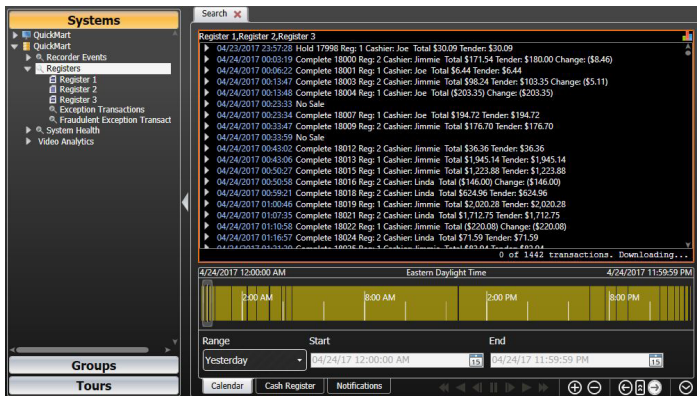 Systems
QuickMart
QuickMart
Recorder Events
Registers
Register 1
Register 2
Register 3
Exception Transactions
Fraudulent Exception Transact
System Health
Video Analytics
Groups
Tours
Search
Register 1,Register 2,Register 3
04/23/2017 23:57:28 Hold 17998 Reg: 1 Cashier: Joe Total $30.09 Tender: $30.09
04/24/2017 00:03:19 Complete 18000 Reg: 2 Cashier: Jimmie Total $171.54 Tender: $180.00 Change: ($8.46)
04/24/2017 00:06:22 Complete 18001 Reg: 1 Cashier: Joe Total $6.44 Tender: $6.44
04/24/2017 00:13:47 Complete 18003 Reg: 2 Cashier: Jimmie Total $98.24 Tender: $103.35 Change: ($5.11)
04/24/2017 00:13:48 Complete 18004 Reg: 1 Cashier: Joe Total ($203.35) Change: ($203.35)
04/24/2017 00:23:33 No Sale
04/24/2017 00:23:34 Complete 18007 Reg: 1 Cashier: Joe Total $194.72 Tender: $194.72
04/24/2017 00:33:47 Complete 18009 Reg: 2 Cashier: Jimmie Total $176.70 Tender: $176.70
04/24/2017 00:33:59 No Sale
04/24/2017 00:43:02 Complete 18012 Reg: 2 Cashier: Jimmie Total $36.36 Tender: $36.36
04/24/2017 00:43:06 Complete 18013 Reg: 1 Cashier: Jimmie Total $1,945.14 Tender: $1,945.14
04/24/2017 00:50:27 Complete 18015 Reg: 1 Cashier: Jimmie Total $1,223.88 Tender: $1,223.88
04/24/2017 00:50:58 Complete 18016 Reg: 2 Cashier: Linda Total ($146.00) Change: ($146.00)
04/24/2017 00:59:21 Complete 18018 Reg: 2 Cashier: Linda Total $624.96 Tender: $624.96
04/24/2017 01:00:46 Complete 18019 Reg: 1 Cashier: Jimmie Total $2,020.28 Tender: $2,020.28
04/24/2017 01:07:35 Complete 18021 Reg: 2 Cashier: Linda Total $1,712.75 Tender: $1,712.75
04/24/2017 01:10:58 Complete 18022 Reg: 1 Cashier: Jimmie Total ($220.08) Change: ($220.08)
04/24/2017 01:16:57 Complete 18024 Reg: 2 Cashier: Linda Total $71.59 Tender: $71.59
0 of 1442 transactions. Downloading...
4/24/2017 12:00:00 AM Eastern Daylight Time 4/24/2017 11:59:59 PM
2:00 AM 8:00 AM 2:00 PM 8:00 PM
Range Start End
Yesterday 04/24/17 12:00:00 AM 15 04/24/17 11:59:59 PM 15
Calendar Cash Register Notifications